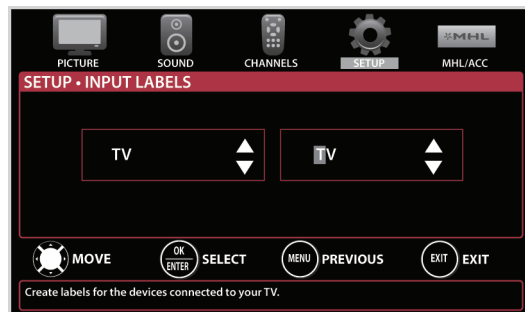 MHL
PICTURE SOUND CHANNELS SETUP MHL/ACC
SETUP • INPUT LABELS
TV TV
MOVE OK ENTER SELECT MENU PREVIOUS EXIT EXIT
Create labels for the devices connected to your TV.